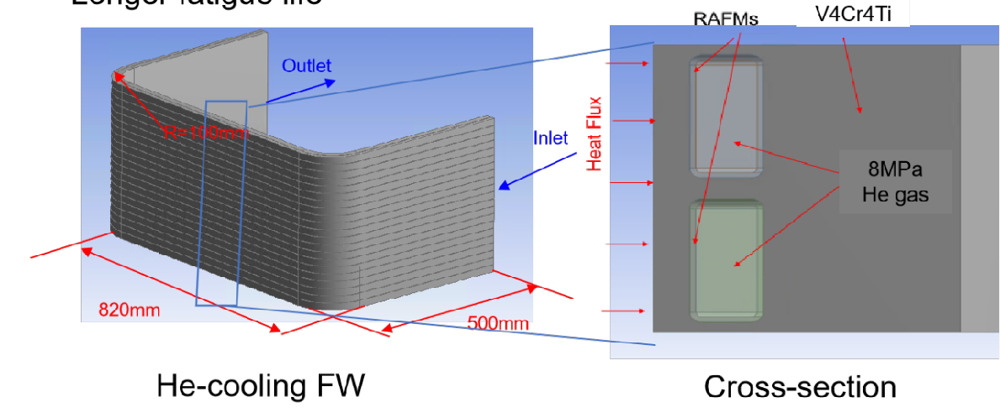 Longer fatigus life
RAFMs
V4Cr4Ti
Outlet
R=100mm
Inlet
Heat Flux
8MPa
He gas
820mm
500mm
He-cooling FW
Cross-section